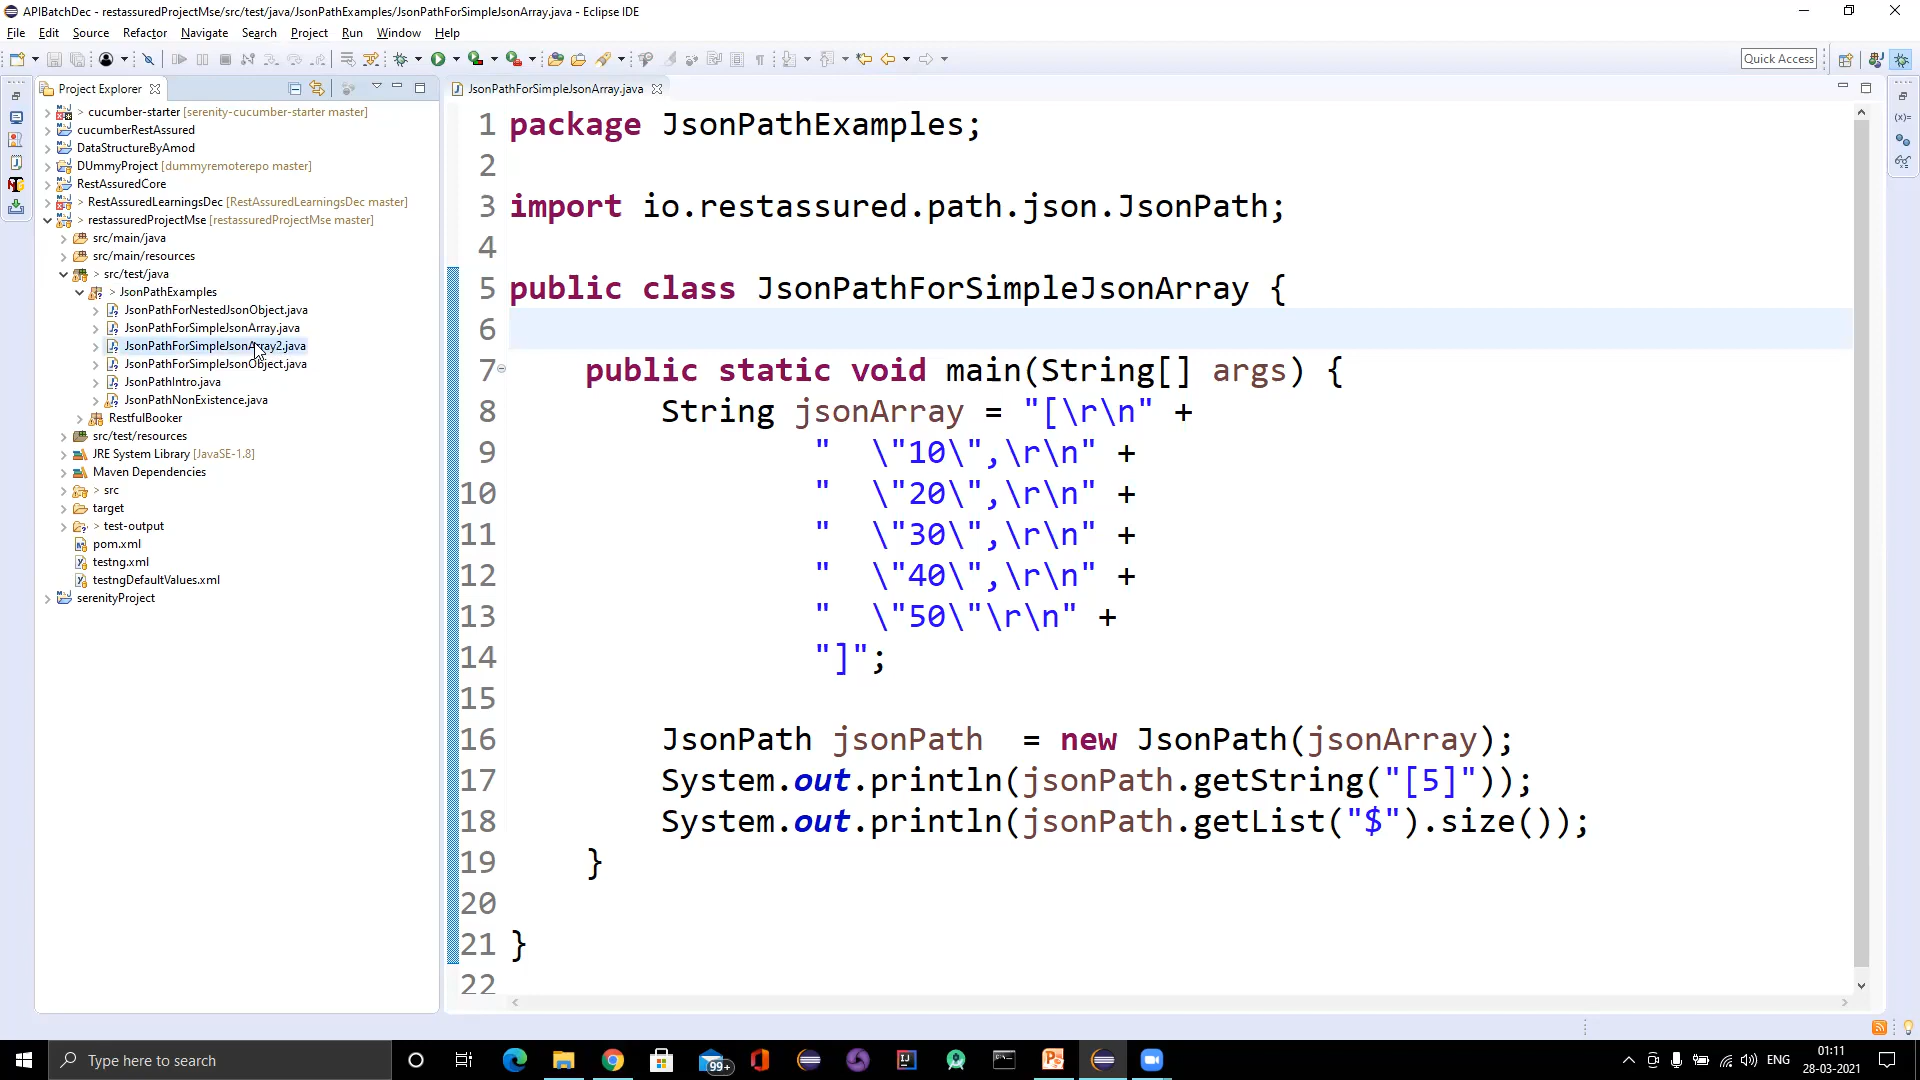 APIBatchDec - restassuredProjectMse/src/test/java/JsonPathExamples/JsonPathForSimpleJsonArray.java - Eclipse IDE
File Edit Source Refactor Navigate Search Project Run Window Help
Quick Access
Project Explorer
> cucumber-starter [serenity-cucumber-starter master]
cucumberRestAssured
DataStructureByAmod
DUmmyProject [dummyremoterepo master]
RestAssuredCore
> RestAssuredLearningsDec [RestAssuredLearningsDec master]
> restassuredProjectMse [restassuredProjectMse master]
src/main/java
src/main/resources
> src/test/java
> JsonPathExamples
JsonPathForNestedJsonObject.java
JsonPathForSimpleJsonArray.java
JsonPathForSimpleJsonArray2.java
JsonPathForSimpleJsonObject.java
JsonPathIntro.java
JsonPathNonExistence.java
RestfulBooker
src/test/resources
JRE System Library [JavaSE-1.8]
Maven Dependencies
> src
target
> test-output
pom.xml
testng.xml
testngDefaultValues.xml
serenityProject
JsonPathForSimpleJsonArray.java
1 package JsonPathExamples;
2
3 import io.restassured.path.json.JsonPath;
4
5 public class JsonPathForSimpleJsonArray {
6
7 public static void main(String[] args) {
8 String jsonArray = "[\r\n" +
9 "  \"10\",\r\n" +
10 "  \"20\",\r\n" +
11 "  \"30\",\r\n" +
12 "  \"40\",\r\n" +
13 "  \"50\"\r\n" +
14 "]";
15
16 JsonPath jsonPath  = new JsonPath(jsonArray);
17 System.out.println(jsonPath.getString("[5]"));
18 System.out.println(jsonPath.getList("$").size());
19 }
20
21 }
22
Type here to search
99+
ENG
01:11
28-03-2021